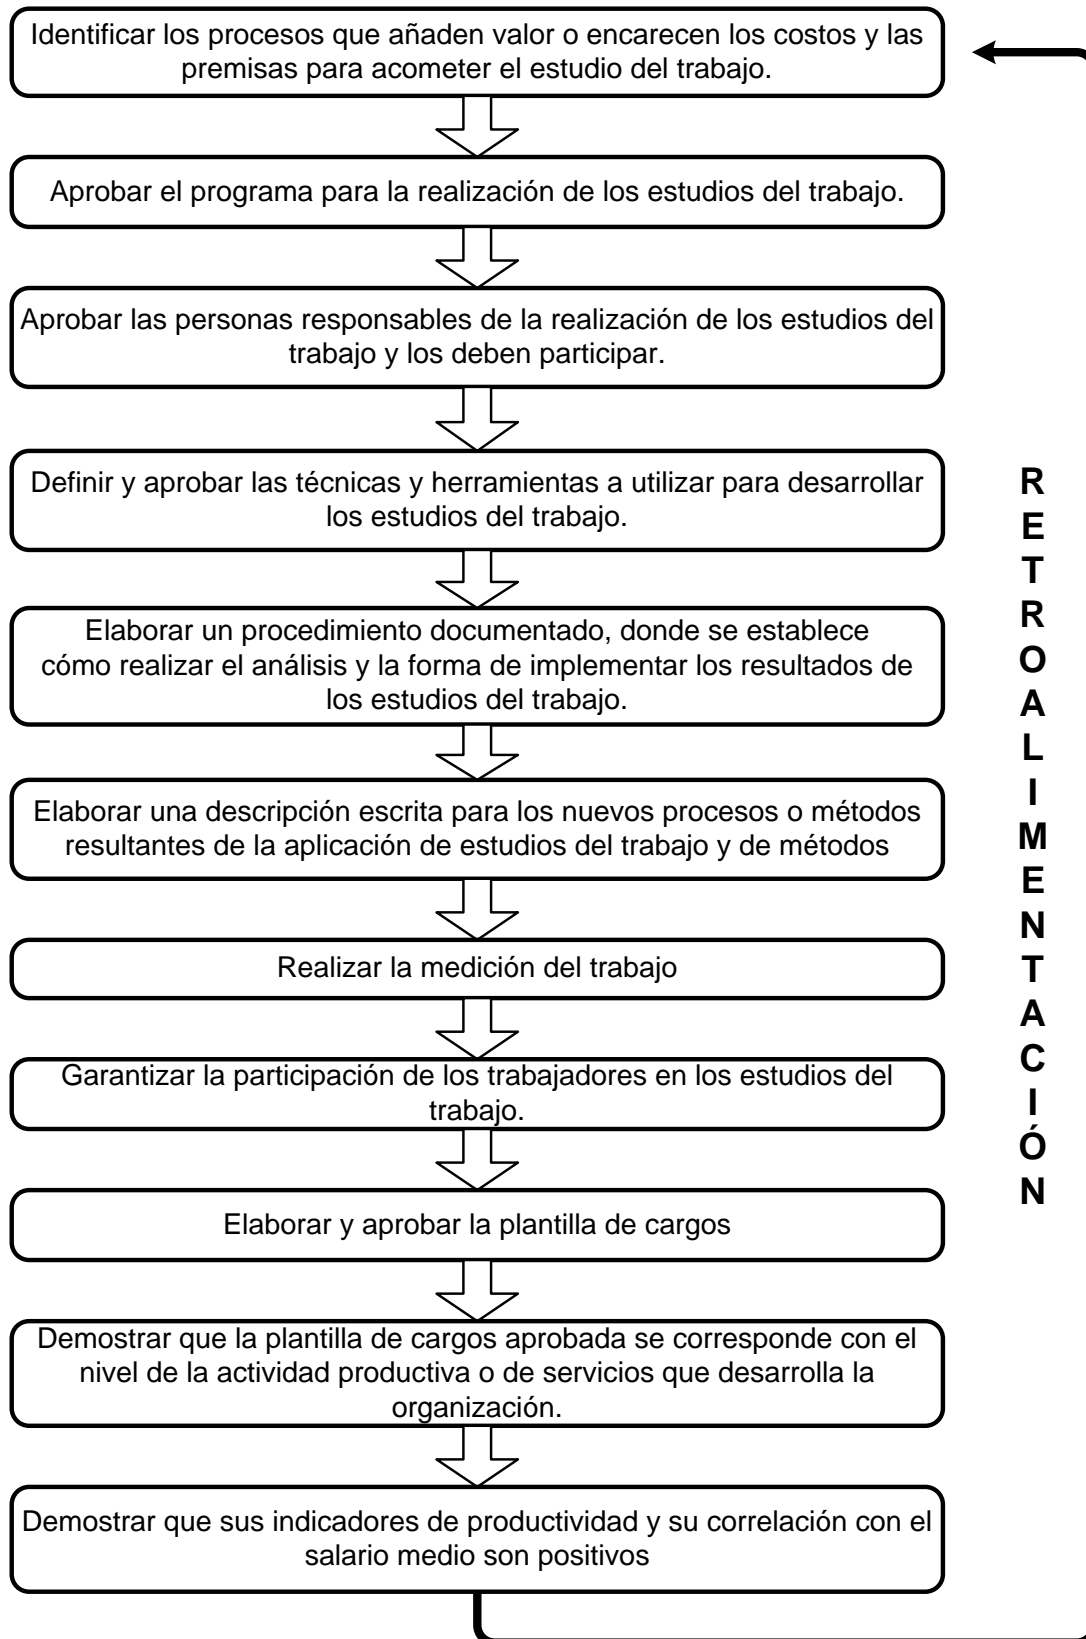 Identificar los procesos que añaden valor o encarecen los costos y las
premisas para acometer el estudio del trabajo.
Aprobar el programa para la realización de los estudios del trabajo.
Aprobar las personas responsables de la realización de los estudios del
trabajo y los deben participar.
Definir y aprobar las técnicas y herramientas a utilizar para desarrollar
los estudios del trabajo.
Elaborar un procedimiento documentado, donde se establece
cómo realizar el análisis y la forma de implementar los resultados de
los estudios del trabajo.
Elaborar una descripción escrita para los nuevos procesos o métodos
resultantes de la aplicación de estudios del trabajo y de métodos
Realizar la medición del trabajo
Garantizar la participación de los trabajadores en los estudios del
trabajo.
Elaborar y aprobar la plantilla de cargos
Demostrar que la plantilla de cargos aprobada se corresponde con el
nivel de la actividad productiva o de servicios que desarrolla la
organización.
Demostrar que sus indicadores de productividad y su correlación con el
salario medio son positivos
RETROALIMENTACIÓN